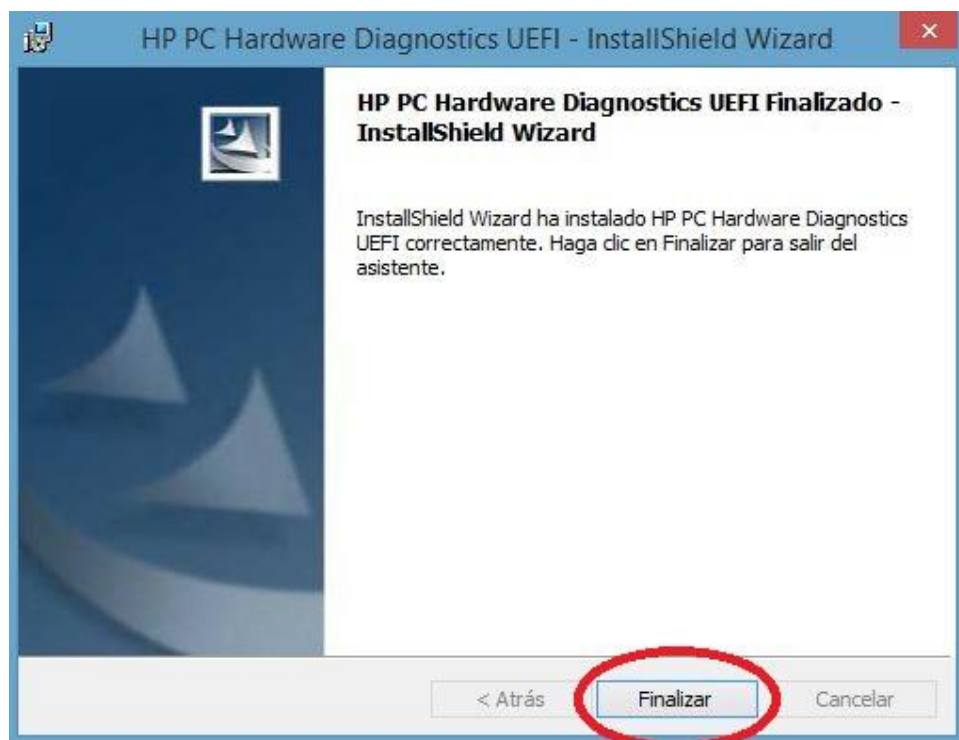 HP PC Hardware Diagnostics UEFI - InstallShield Wizard
HP PC Hardware Diagnostics UEFI Finalizado -
InstallShield Wizard
InstallShield Wizard ha instalado HP PC Hardware Diagnostics
UEFI correctamente. Haga clic en Finalizar para salir del
asistente.
< Atrás Finalizar Cancelar